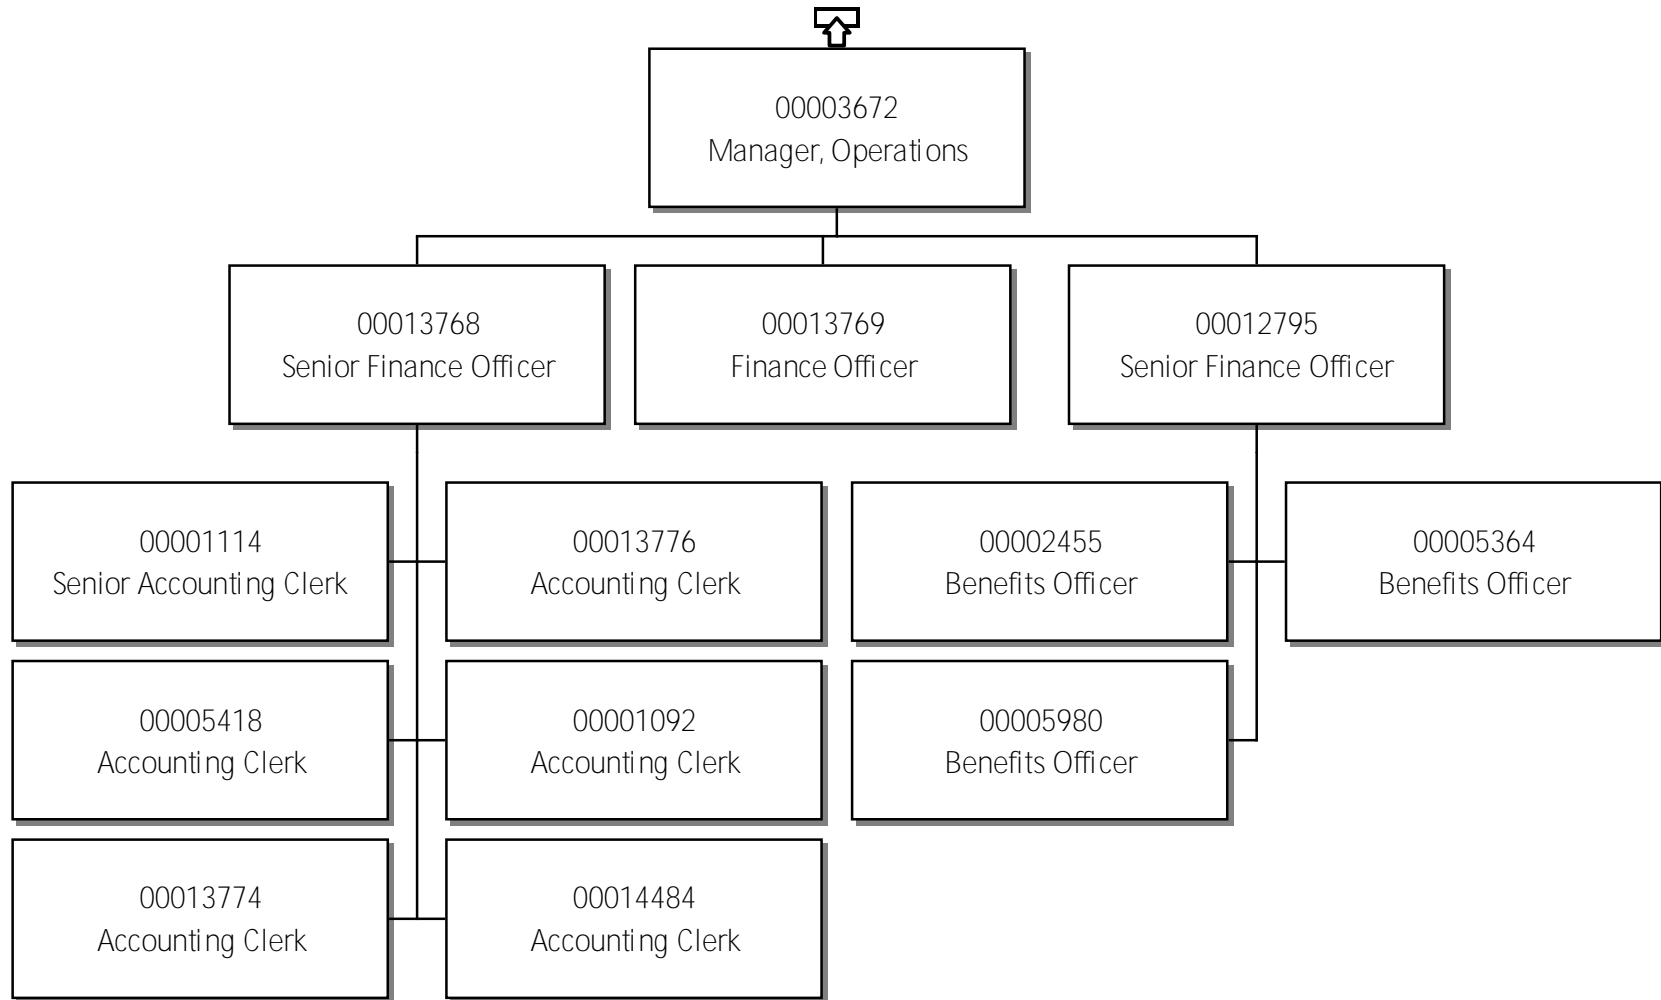 00003672
Manager, Operations
00013768
Senior Finance Officer
00013769
Finance Officer
00012795
Senior Finance Officer
00001114
Senior Accounting Clerk
00013776
Accounting Clerk
00002455
Benefits Officer
00005364
Benefits Officer
00005418
Accounting Clerk
00001092
Accounting Clerk
00005980
Benefits Officer
00013774
Accounting Clerk
00014484
Accounting Clerk